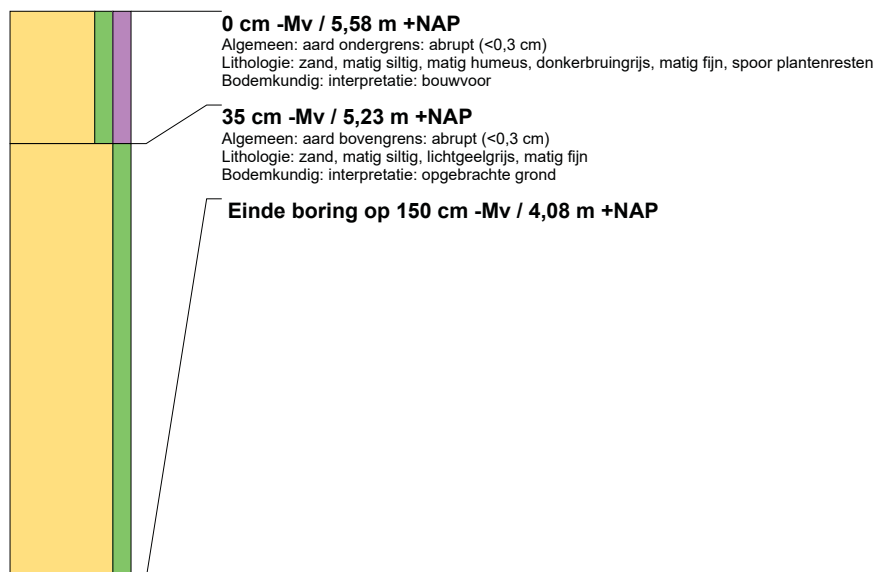 0 cm -Mv / 5,58 m +NAP
Algemeen: aard ondergrens: abrupt (<0,3 cm)
Lithologie: zand, matig siltig, matig humeus, donkerbruingrijs, matig fijn, spoor plantenresten
Bodemkundig: interpretatie: bouwvoor
35 cm -Mv / 5,23 m +NAP
Algemeen: aard bovengrens: abrupt (<0,3 cm)
Lithologie: zand, matig siltig, lichtgeelgrijs, matig fijn
Bodemkundig: interpretatie: opgebrachte grond
Einde boring op 150 cm -Mv / 4,08 m +NAP